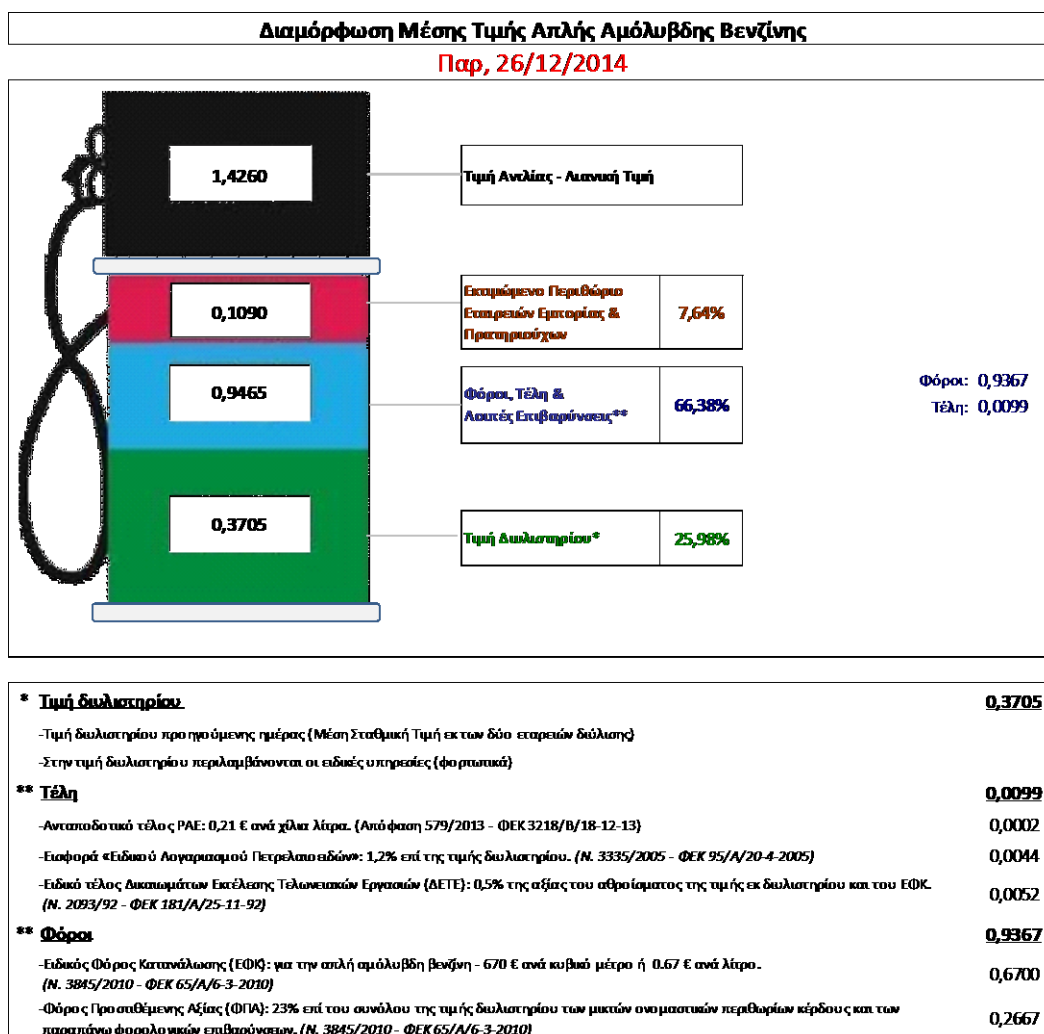 Διαμόρφωση Μέσης Τιμής Απλής Αμόλυβδης Βενζίνης
Παρ, 26/12/2014
1,4260
Τιμή Αντλίας - Λιανική Τιμή
0,1090
Εκτιμώμενο Περιθώριο
Εταιρειών Εμπορίας &
Πρατηριούχων
7,64%
0,9465
Φόροι, Τέλη &
Λοιπές Επιβαρύνσεις**
66,38%
Φόροι: 0,9367
Τέλη: 0,0099
0,3705
Τιμή Διυλιστηρίου*
25,98%
* Τιμή διυλιστηρίου 0,3705
-Τιμή διυλιστηρίου προηγούμενης ημέρας {Μέση Σταθμική Τιμή εκ των δύο εταρειών διύλισης}
-Στην τιμή διυλιστηρίου περιλαμβάνονται οι ειδικές υπηρεσίες {φορτωτικά}
** Τέλη 0,0099
-Ανταποδοτικό τέλος ΡΑΕ: 0,21 € ανά χίλια λίτρα. {Απόφαση 579/2013 - ΦΕΚ 3218/Β/18-12-13} 0,0002
-Εισφορά «Ειδικού Λογαριασμού Πετρελαιοειδών»: 1,2% επί της τιμής διυλιστηρίου. (Ν. 3335/2005 - ΦΕΚ 95/Α/20-4-2005) 0,0044
-Ειδικό τέλος Δικαιωμάτων Εκτέλεσης Τελωνειακών Εργασιών {ΔΕΤΕ}: 0,5% της αξίας του αθροίσματος της τιμής εκ διυλιστηρίου και του ΕΦΚ. 0,0052
(Ν. 2093/92 - ΦΕΚ 181/Α/25-11-92)
** Φόροι 0,9367
-Ειδικός Φόρος Κατανάλωσης {ΕΦΚ}: για την απλή αμόλυβδη βενζίνη - 670 € ανά κυβικό μέτρο ή 0.67 € ανά λίτρο. 0,6700
(Ν. 3845/2010 - ΦΕΚ 65/Α/6-3-2010)
-Φόρος Προστιθέμενης Αξίας {ΦΠΑ}: 23% επί του συνόλου της τιμής διυλιστηρίου των μικτών ονομαστικών περιθωρίων κέρδους και των 0,2667
παραπάνω φορολογικών επιβαρύνσεων. (Ν. 3845/2010 - ΦΕΚ 65/Α/6-3-2010)